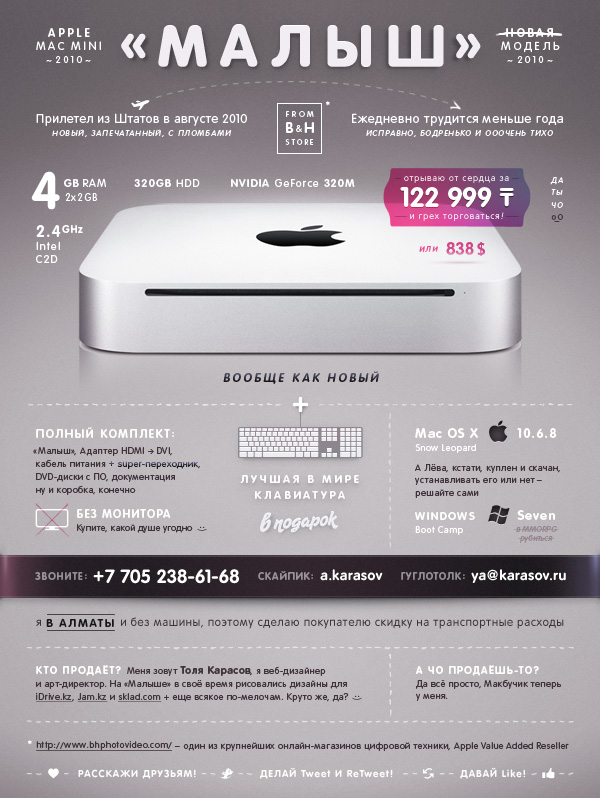 APPLE
MAC MINI
~ 2010 ~
«МАЛЫШ»
НОВАЯ
МОДЕЛЬ
~ 2010 ~
Прилетел из Штатов в августе 2010
НОВЫЙ, ЗАПЕЧАТАННЫЙ, С ПЛОМБАМИ
FROM
B&H
STORE
*
Ежедневно трудится меньше года
ИСПРАВНО, БОДРЕНЬКО И ОООЧЕНЬ ТИХО
4 GB RAM
2x2GB
320GB HDD
NVIDIA GeForce 320M
2.4GHz
Intel
C2D
отрываю от сердца за
122 999 ₸
и грех торговаться!
или 838 $
ДА
ТЫ
ЧО
оО
ВООБЩЕ КАК НОВЫЙ
+
ПОЛНЫЙ КОМПЛЕКТ:
«Малыш», Адаптер HDMI → DVI,
кабель питания + super-переходник,
DVD-диски с ПО, документация
ну и коробка, конечно
БЕЗ МОНИТОРА
Купите, какой душе угодно
ЛУЧШАЯ В МИРЕ
КЛАВИАТУРА
в подарок
Mac OS X 10.6.8
Snow Leopard
А Лёва, кстати, куплен и скачан,
устанавливать его или нет –
решайте сами
WINDOWS Seven
Boot Camp
в MMORPG
рубиться
ЗВОНИТЕ: +7 705 238-61-68 СКАЙПИК: a.karasov ГУГЛОТОЛК: ya@karasov.ru
я В АЛМАТЫ и без машины, поэтому сделаю покупателю скидку на транспортные расходы
КТО ПРОДАЁТ? Меня зовут Толя Карасов, я веб-дизайнер
и арт-директор. На «Малыше» в своё время рисовались дизайны для
iDrive.kz, Jam.kz и sklad.com + еще всякое по-мелочам. Круто же, да?
А ЧО ПРОДАЁШЬ-ТО?
Да всё просто, Макбучик теперь
у меня.
* http://www.bhphotovideo.com/ – один из крупнейших онлайн-магазинов цифровой техники, Apple Value Added Reseller
РАССКАЖИ ДРУЗЬЯМ! ДЕЛАЙ Tweet И ReTweet! ДАВАЙ Like!